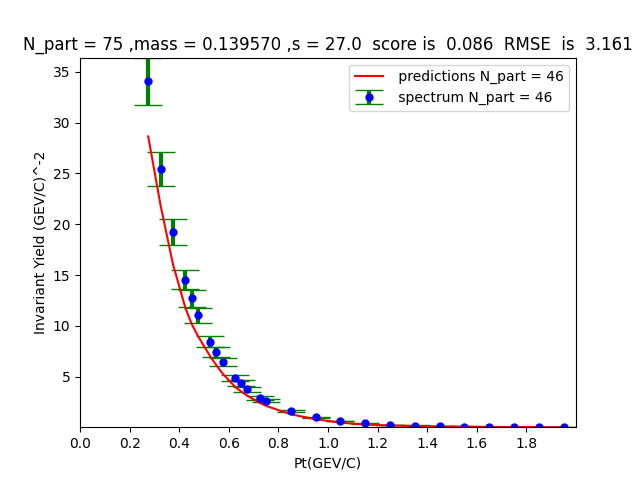 N_part = 75 ,mass = 0.139570 ,s = 27.0  score is  0.086  RMSE  is  3.161
predictions N_part = 46
spectrum N_part = 46
Invariant Yield (GEV/C)^-2
35
30
25
20
15
10
5
0.0 0.2 0.4 0.6 0.8 1.0 1.2 1.4 1.6 1.8
Pt(GEV/C)